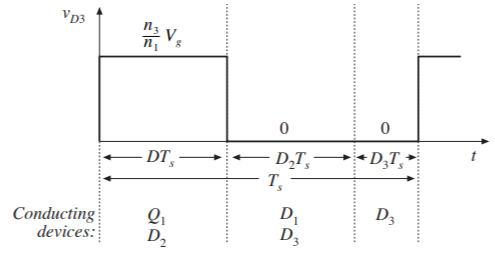 v_D3
n_3/n_1 V_g
0 0
DT_s D_2T_s D_3T_s t
T_s
Conducting Q_1 D_1 D_3
devices: D_2 D_3